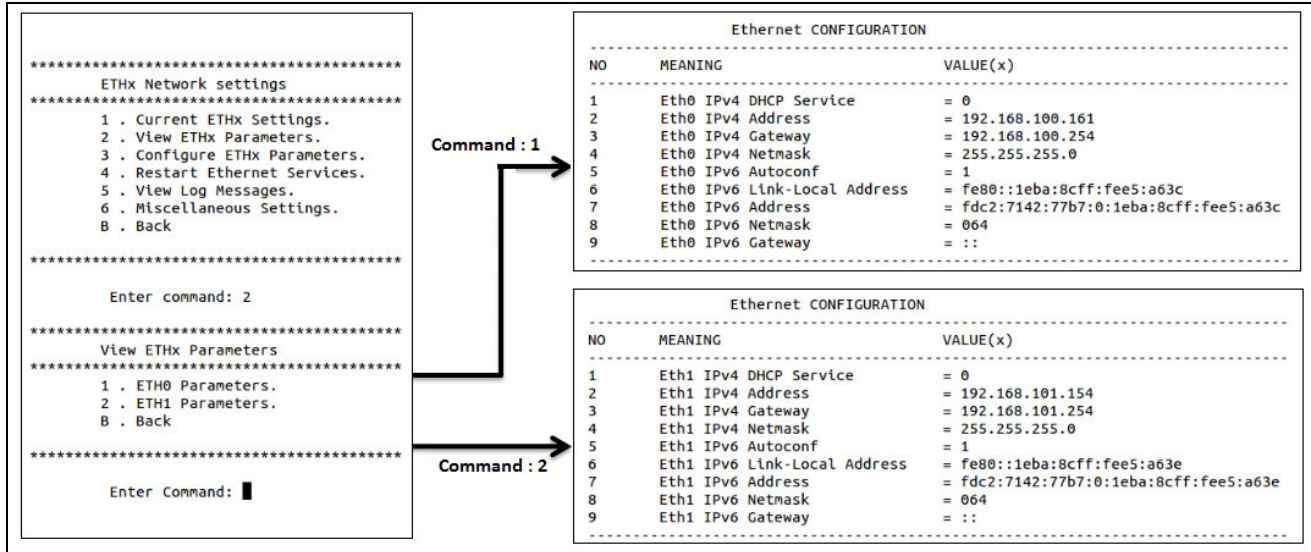 ******************************************
ETHx Network settings
******************************************
1 . Current ETHx Settings.
2 . View ETHx Parameters.
3 . Configure ETHx Parameters.
4 . Restart Ethernet Services.
5 . View Log Messages.
6 . Miscellaneous Settings.
B . Back
******************************************
Enter command: 2
******************************************
View ETHx Parameters
******************************************
1 . ETH0 Parameters.
2 . ETH1 Parameters.
B . Back
******************************************
Enter Command:
Command : 1
Command : 2
Ethernet CONFIGURATION
NO MEANING VALUE(x)
1 Eth0 IPv4 DHCP Service = 0
2 Eth0 IPv4 Address = 192.168.100.161
3 Eth0 IPv4 Gateway = 192.168.100.254
4 Eth0 IPv4 Netmask = 255.255.255.0
5 Eth0 IPv6 Autoconf = 1
6 Eth0 IPv6 Link-Local Address = fe80::1eba:8cff:fee5:a63c
7 Eth0 IPv6 Address = fdc2:7142:77b7:0:1eba:8cff:fee5:a63c
8 Eth0 IPv6 Netmask = 064
9 Eth0 IPv6 Gateway = ::
Ethernet CONFIGURATION
NO MEANING VALUE(x)
1 Eth1 IPv4 DHCP Service = 0
2 Eth1 IPv4 Address = 192.168.101.154
3 Eth1 IPv4 Gateway = 192.168.101.254
4 Eth1 IPv4 Netmask = 255.255.255.0
5 Eth1 IPv6 Autoconf = 1
6 Eth1 IPv6 Link-Local Address = fe80::1eba:8cff:fee5:a63e
7 Eth1 IPv6 Address = fdc2:7142:77b7:0:1eba:8cff:fee5:a63e
8 Eth1 IPv6 Netmask = 064
9 Eth1 IPv6 Gateway = ::